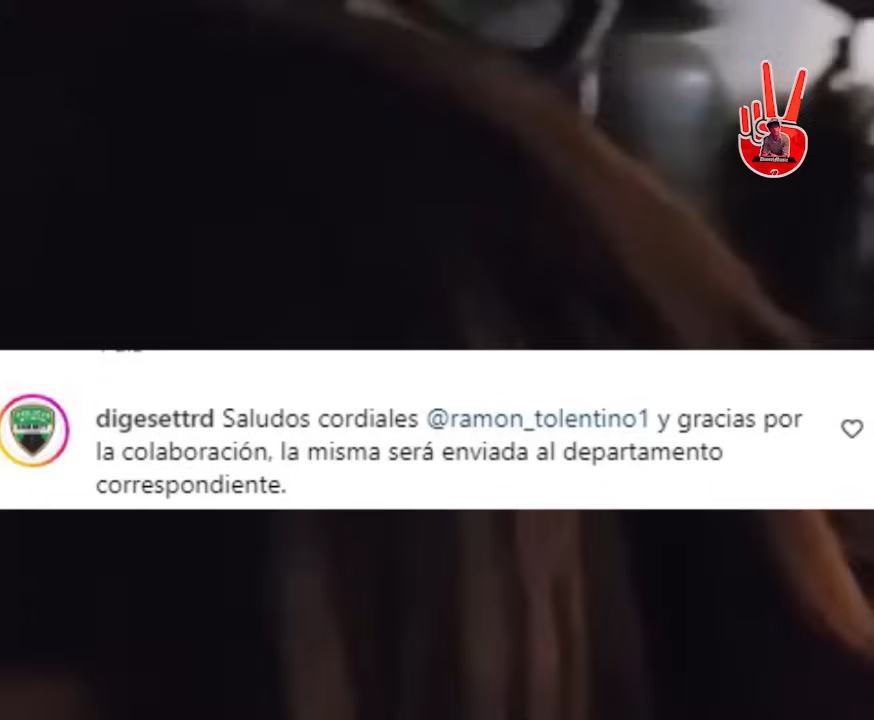 digesettrd Saludos cordiales @ramon_tolentino1 y gracias por
la colaboración, la misma será enviada al departamento
correspondiente.